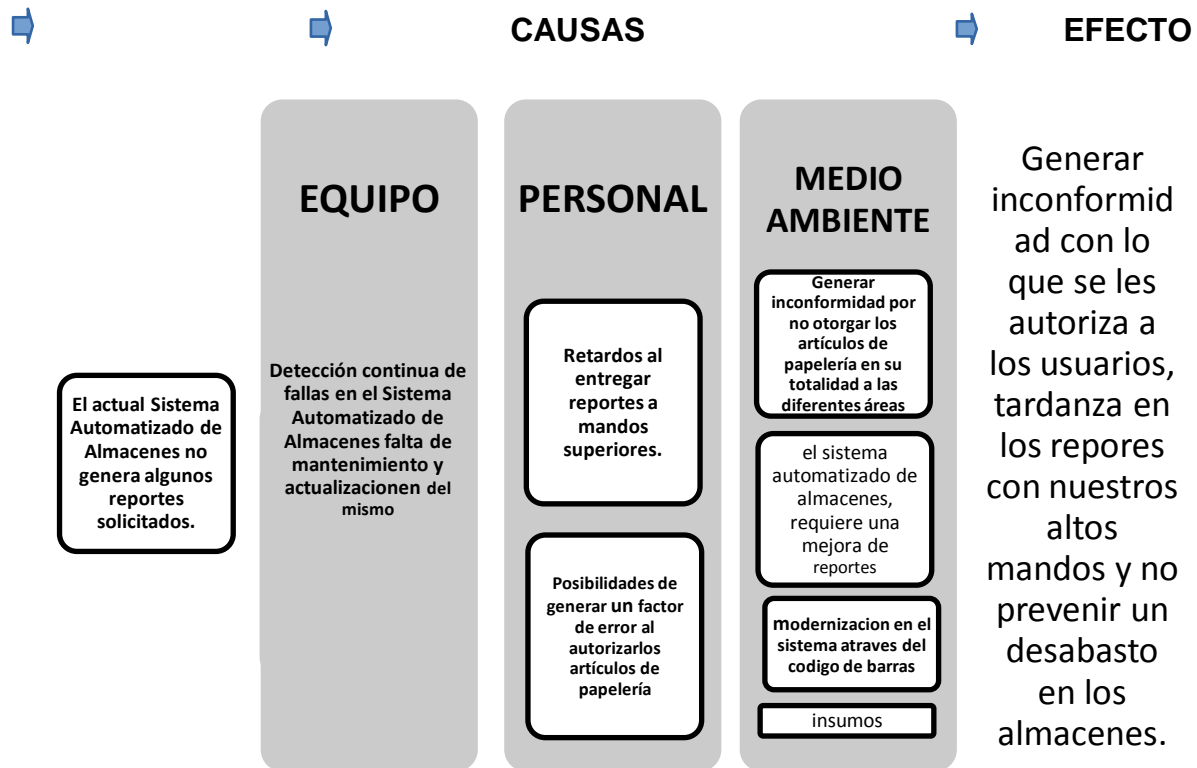 CAUSAS
EFECTO
El actual Sistema
Automatizado de
Almacenes no
genera algunos
reportes
solicitados.
EQUIPO
Detección continua de
fallas en el Sistema
Automatizado de
Almacenes falta de
mantenimiento y
actualizacionen del
mismo
PERSONAL
Retardos al
entregar
reportes a
mandos
superiores.
Posibilidades de
generar un factor
de error al
autorizarlos
artículos de
papelería
MEDIO
AMBIENTE
Generar
inconformidad por
no otorgar los
artículos de
papelería en su
totalidad a las
diferentes áreas
el sistema
automatizado de
almacenes,
requiere una
mejora de
reportes
modernizacion en el
sistema atraves del
codigo de barras
insumos
Generar
inconformid
ad con lo
que se les
autoriza a
los usuarios,
tardanza en
los repores
con nuestros
altos
mandos y no
prevenir un
desabasto
en los
almacenes.